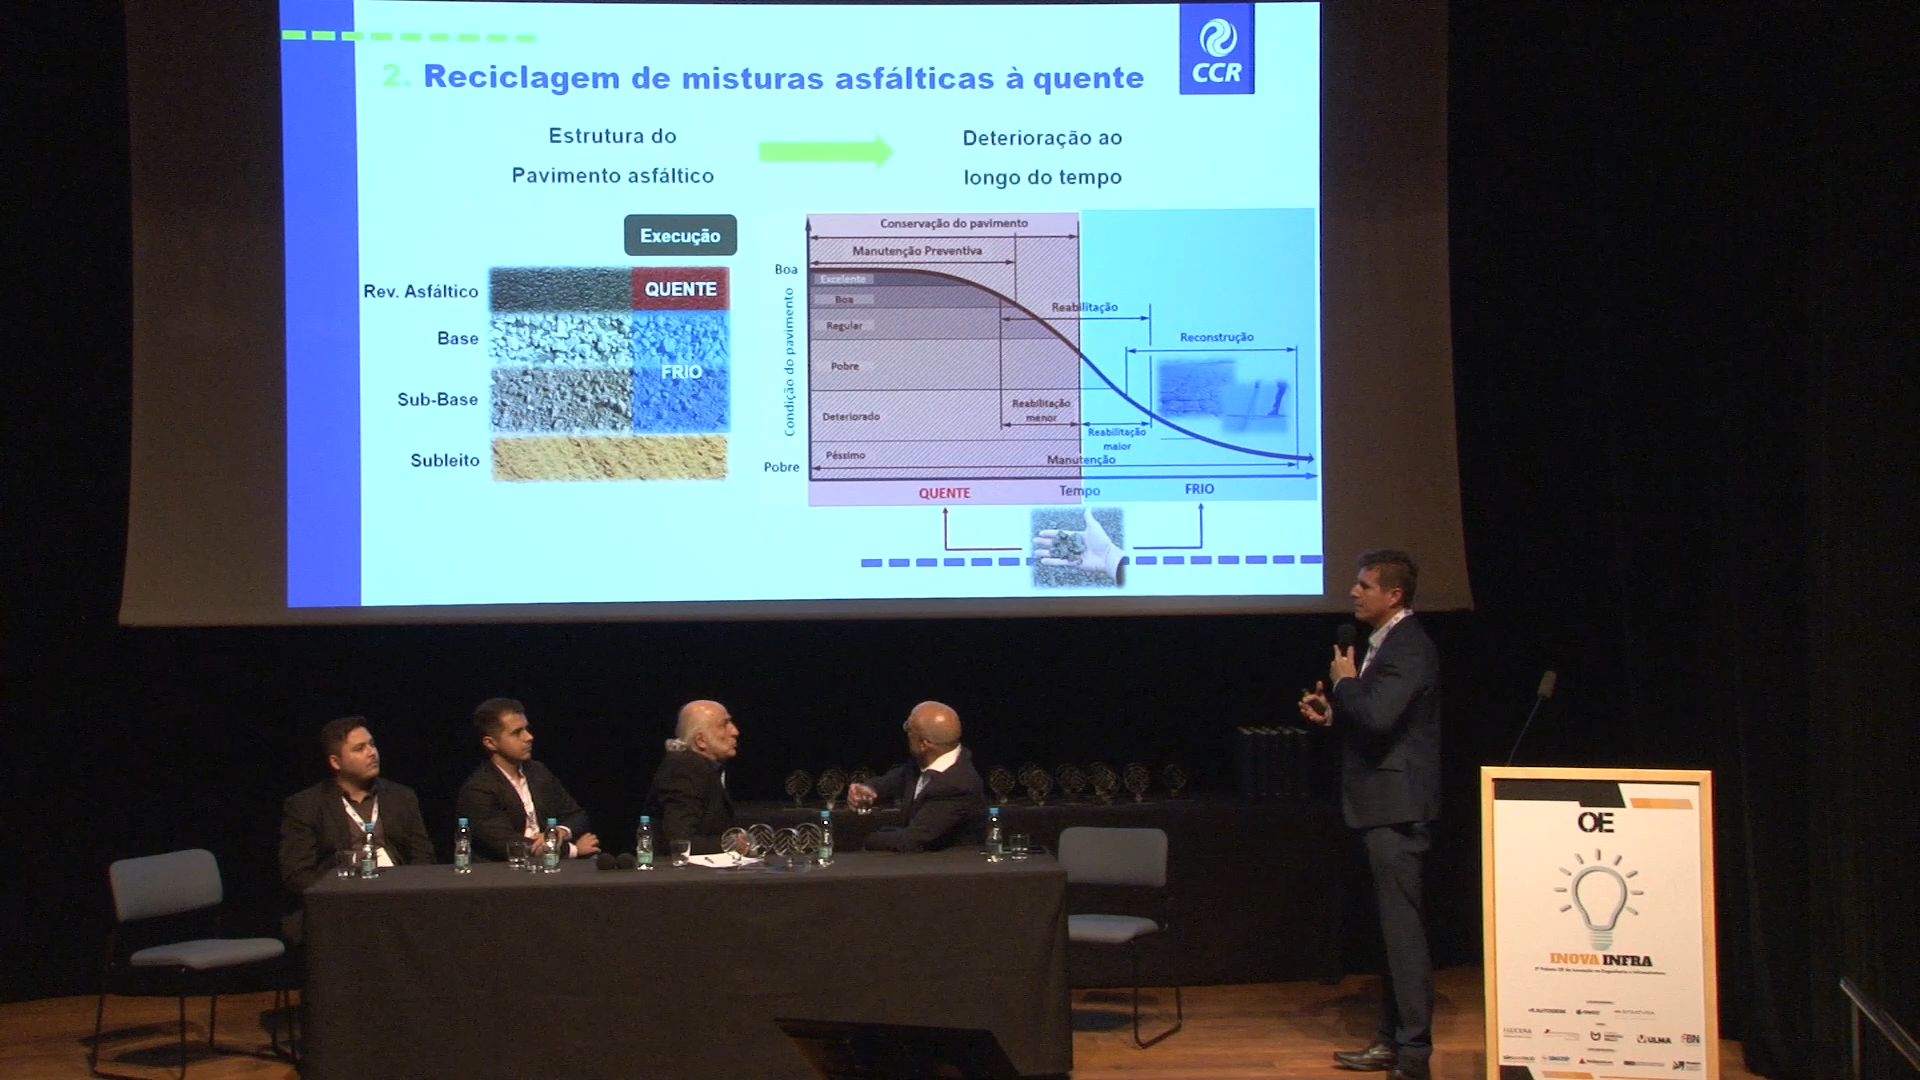 2. Reciclagem de misturas asfálticas à quente
CCR
Estrutura do
Pavimento asfáltico
Deterioração ao
longo do tempo
Execução
Rev. Asfáltico
QUENTE
Base
FRIO
Sub-Base
Subleito
Conservação do pavimento
Manutenção Preventiva
Boa
Condição do pavimento
Excelente
Boa
Regular
Pobre
Deteriorado
Péssimo
Pobre
Reabilitação
Reconstrução
Reabilitação
menor
Reabilitação
maior
Manutenção
QUENTE
Tempo
FRIO
OE
INOVA INFRA
AUTODESK
ULMA